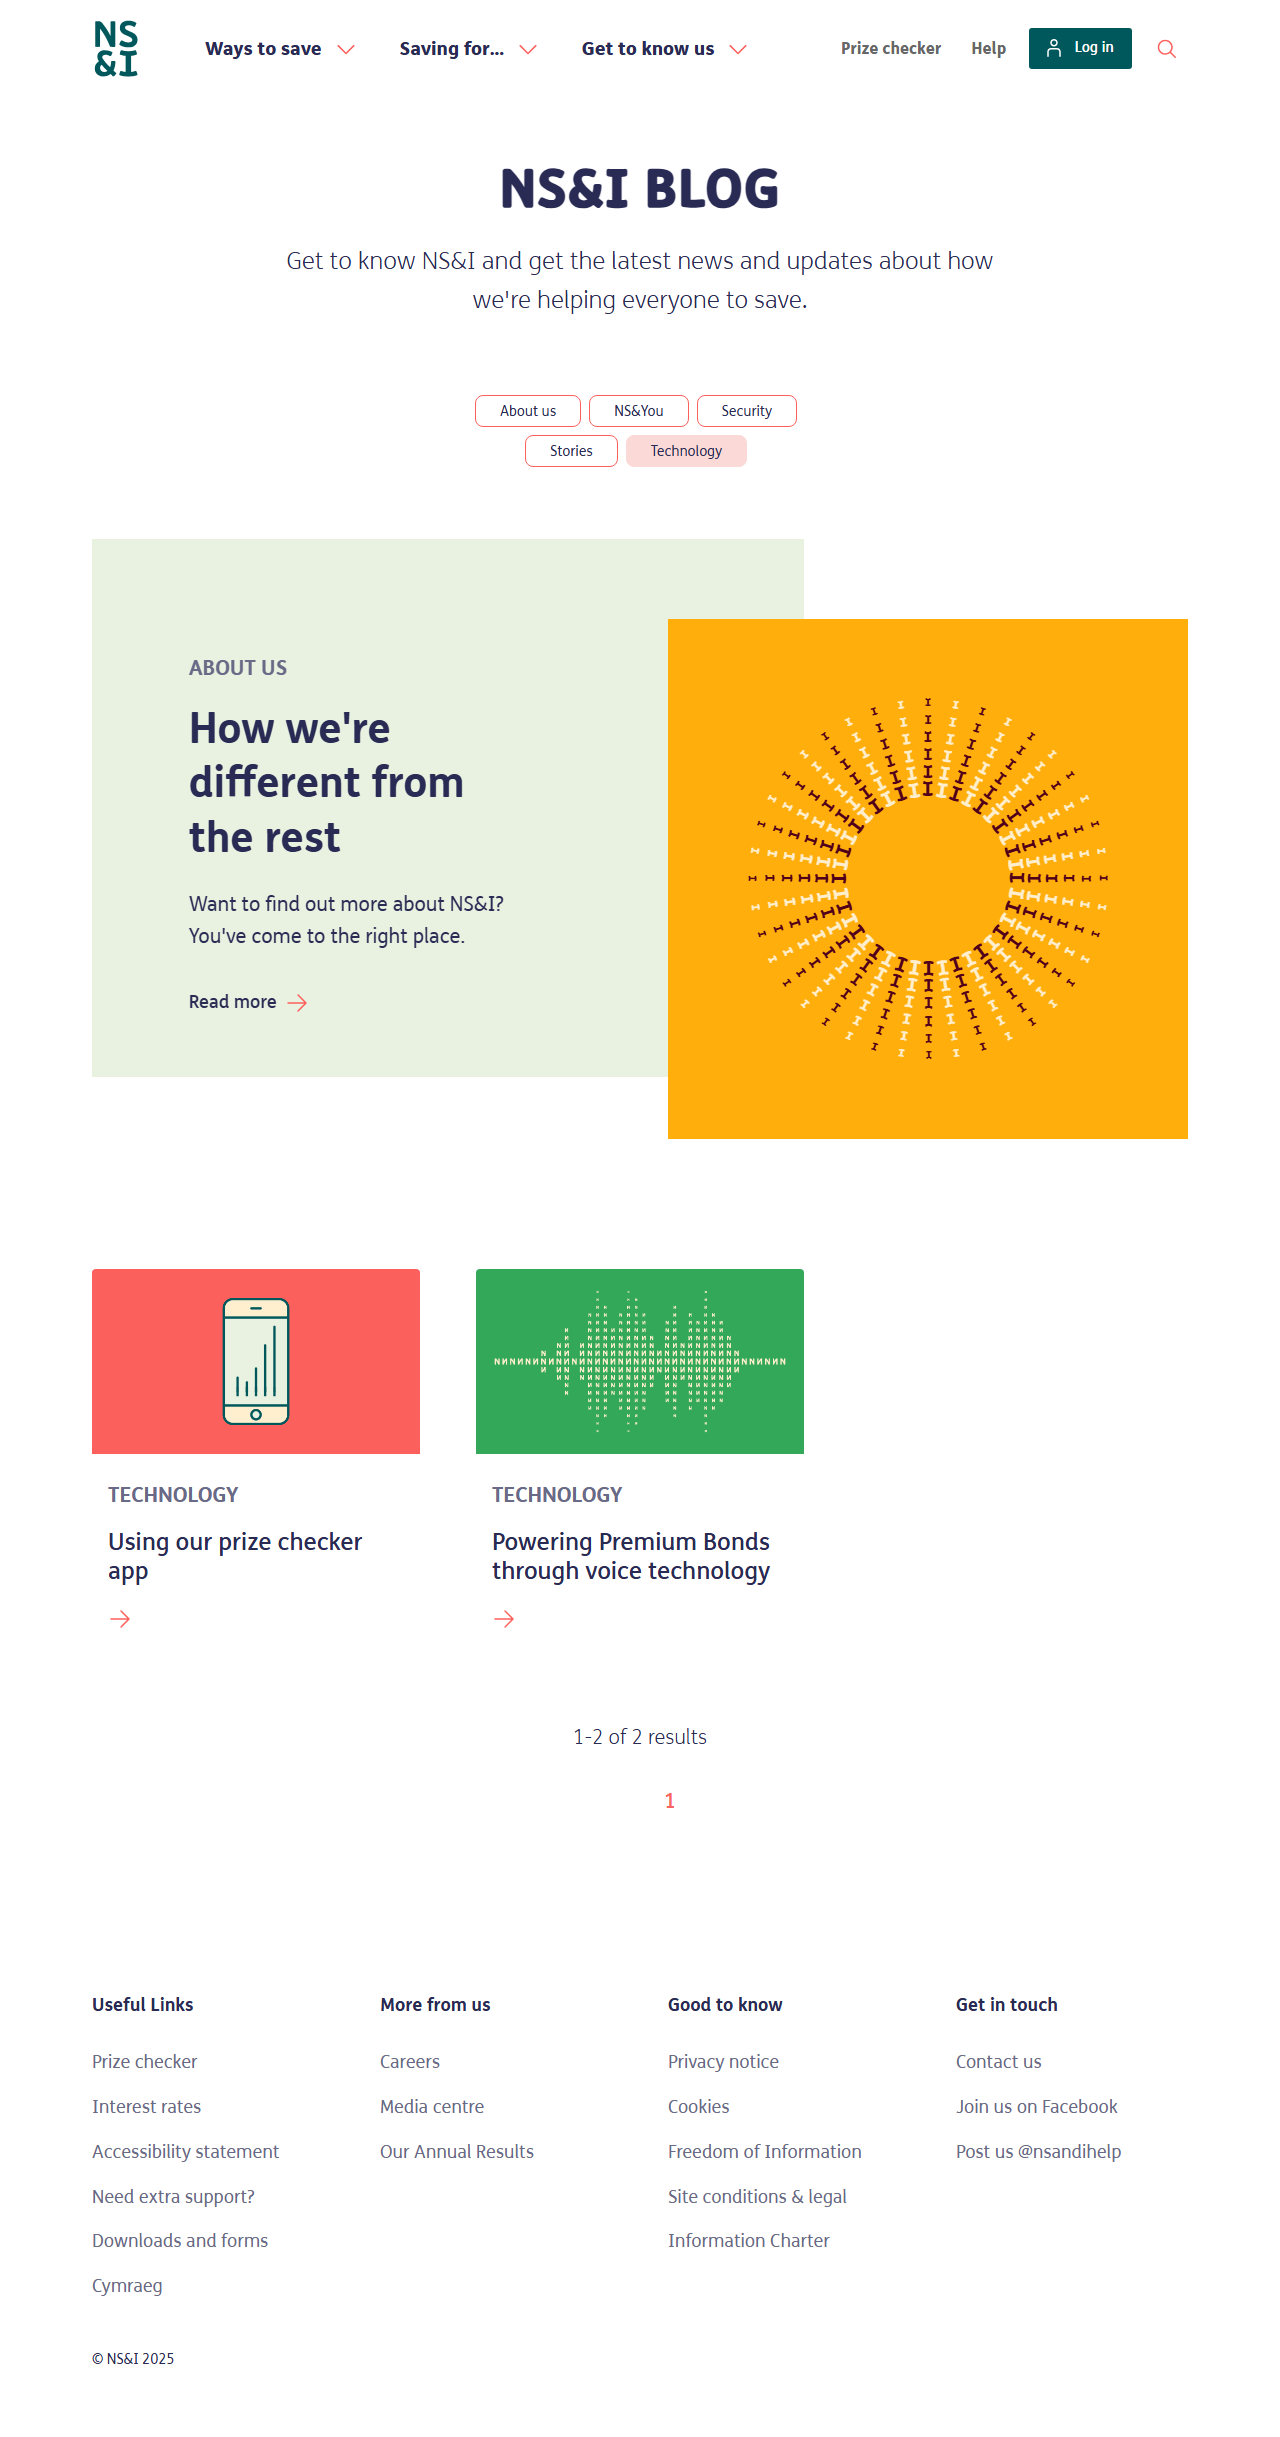 NS
&I
Ways to save
Saving for...
Get to know us
Prize checker
Help
Log in
NS&I BLOG
Get to know NS&I and get the latest news and updates about how
we're helping everyone to save.
About us
NS&You
Security
Stories
Technology
ABOUT US
How we're
different from
the rest
Want to find out more about NS&I?
You've come to the right place.
Read more
TECHNOLOGY
Using our prize checker
app
TECHNOLOGY
Powering Premium Bonds
through voice technology
1-2 of 2 results
1
Useful Links
Prize checker
Interest rates
Accessibility statement
Need extra support?
Downloads and forms
Cymraeg
More from us
Careers
Media centre
Our Annual Results
Good to know
Privacy notice
Cookies
Freedom of Information
Site conditions & legal
Information Charter
Get in touch
Contact us
Join us on Facebook
Post us @nsandihelp
© NS&I 2025